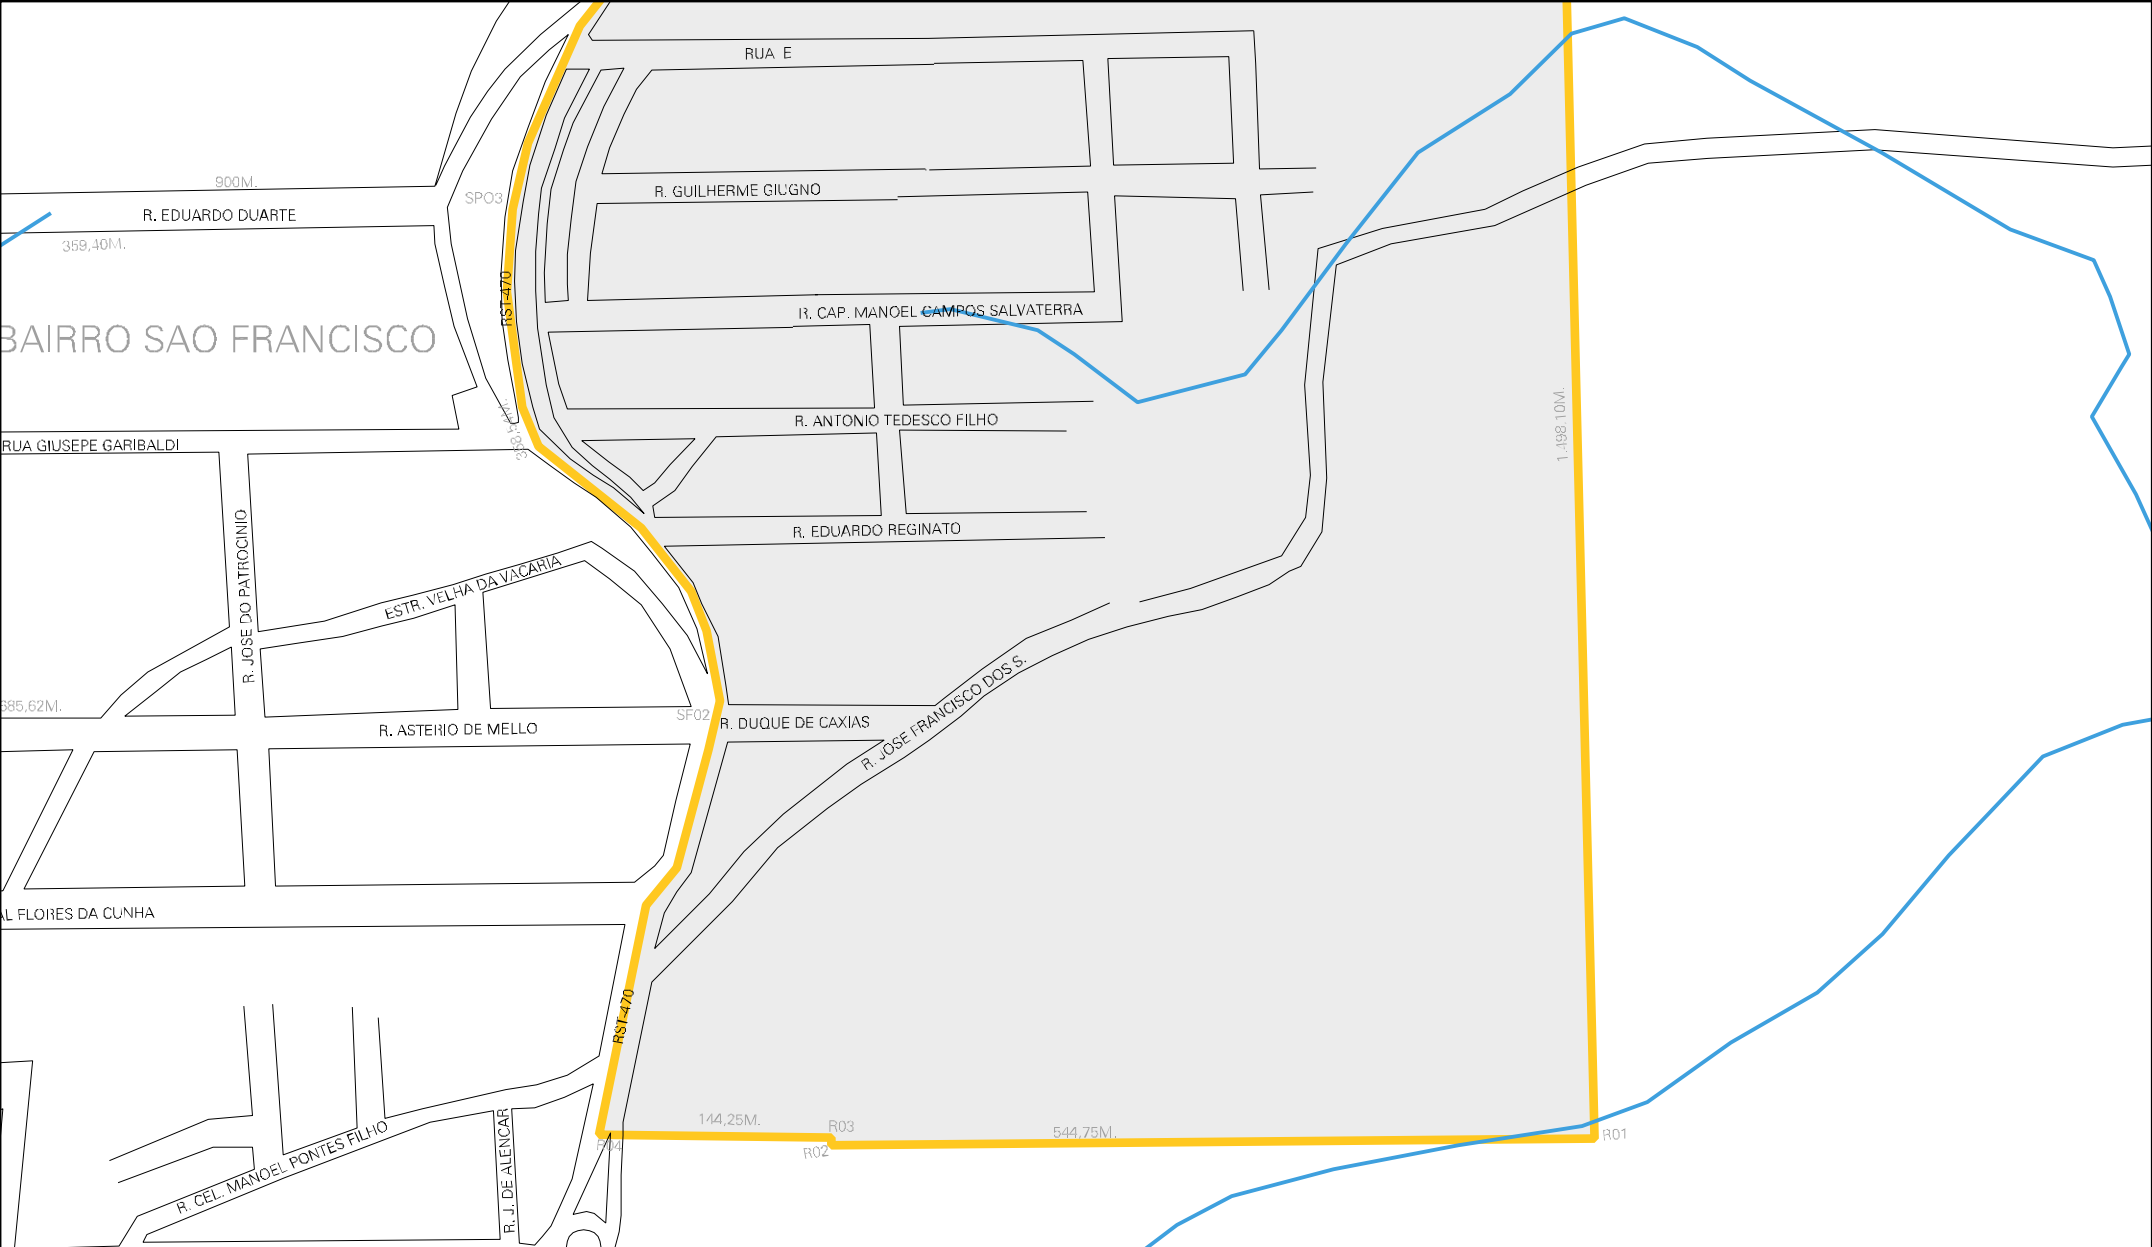 RUA E
900M.
R. GUILHERME GIUGNO
SPO3
R. EDUARDO DUARTE
359,40M.
RST-470
R. CAP. MANOEL CAMPOS SALVATERRA
BAIRRO SAO FRANCISCO
1.498.10M.
R. ANTONIO TEDESCO FILHO
RUA GIUSEPE GARIBALDI
R. EDUARDO REGINATO
R. JOSE DO PATROCINIO
ESTR. VELHA DA VACARIA
R. JOSE FRANCISCO DOS S.
685,62M.
SF02
R. DUQUE DE CAXIAS
R. ASTERIO DE MELLO
AL FLORES DA CUNHA
RST-470
144,25M.
R03
544,75M.
R01
R04
R02
R. CEL. MANOEL PONTES FILHO
R. J. DE ALENCAR